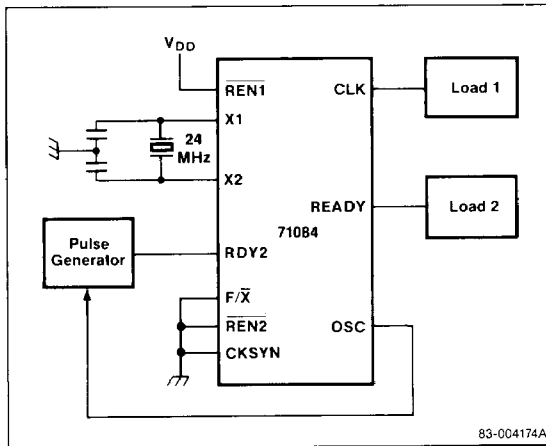 VDD
REN1
X1
24
MHz
X2
Pulse
Generator
RDY2
F/X̅
REN2
CKSYN
71084
CLK
READY
OSC
Load 1
Load 2
83-004174A